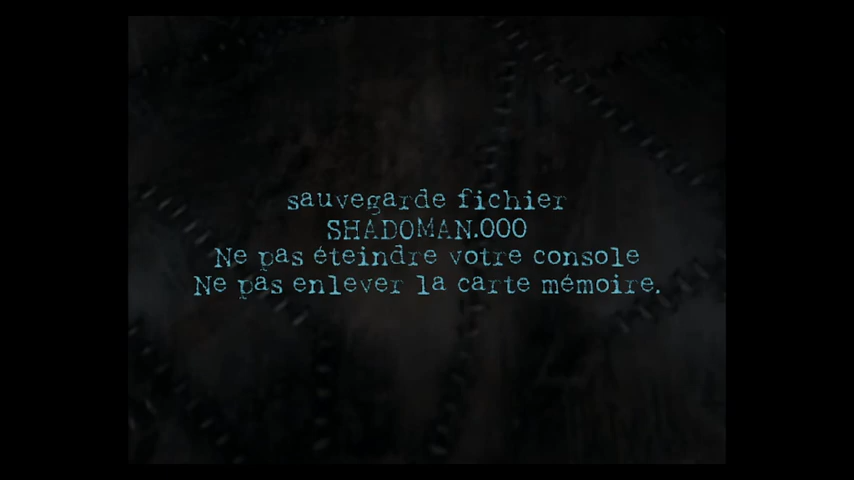 sauvegarde fichier
SHADOMAN.000
Ne pas éteindre votre console
Ne pas enlever la carte mémoire.